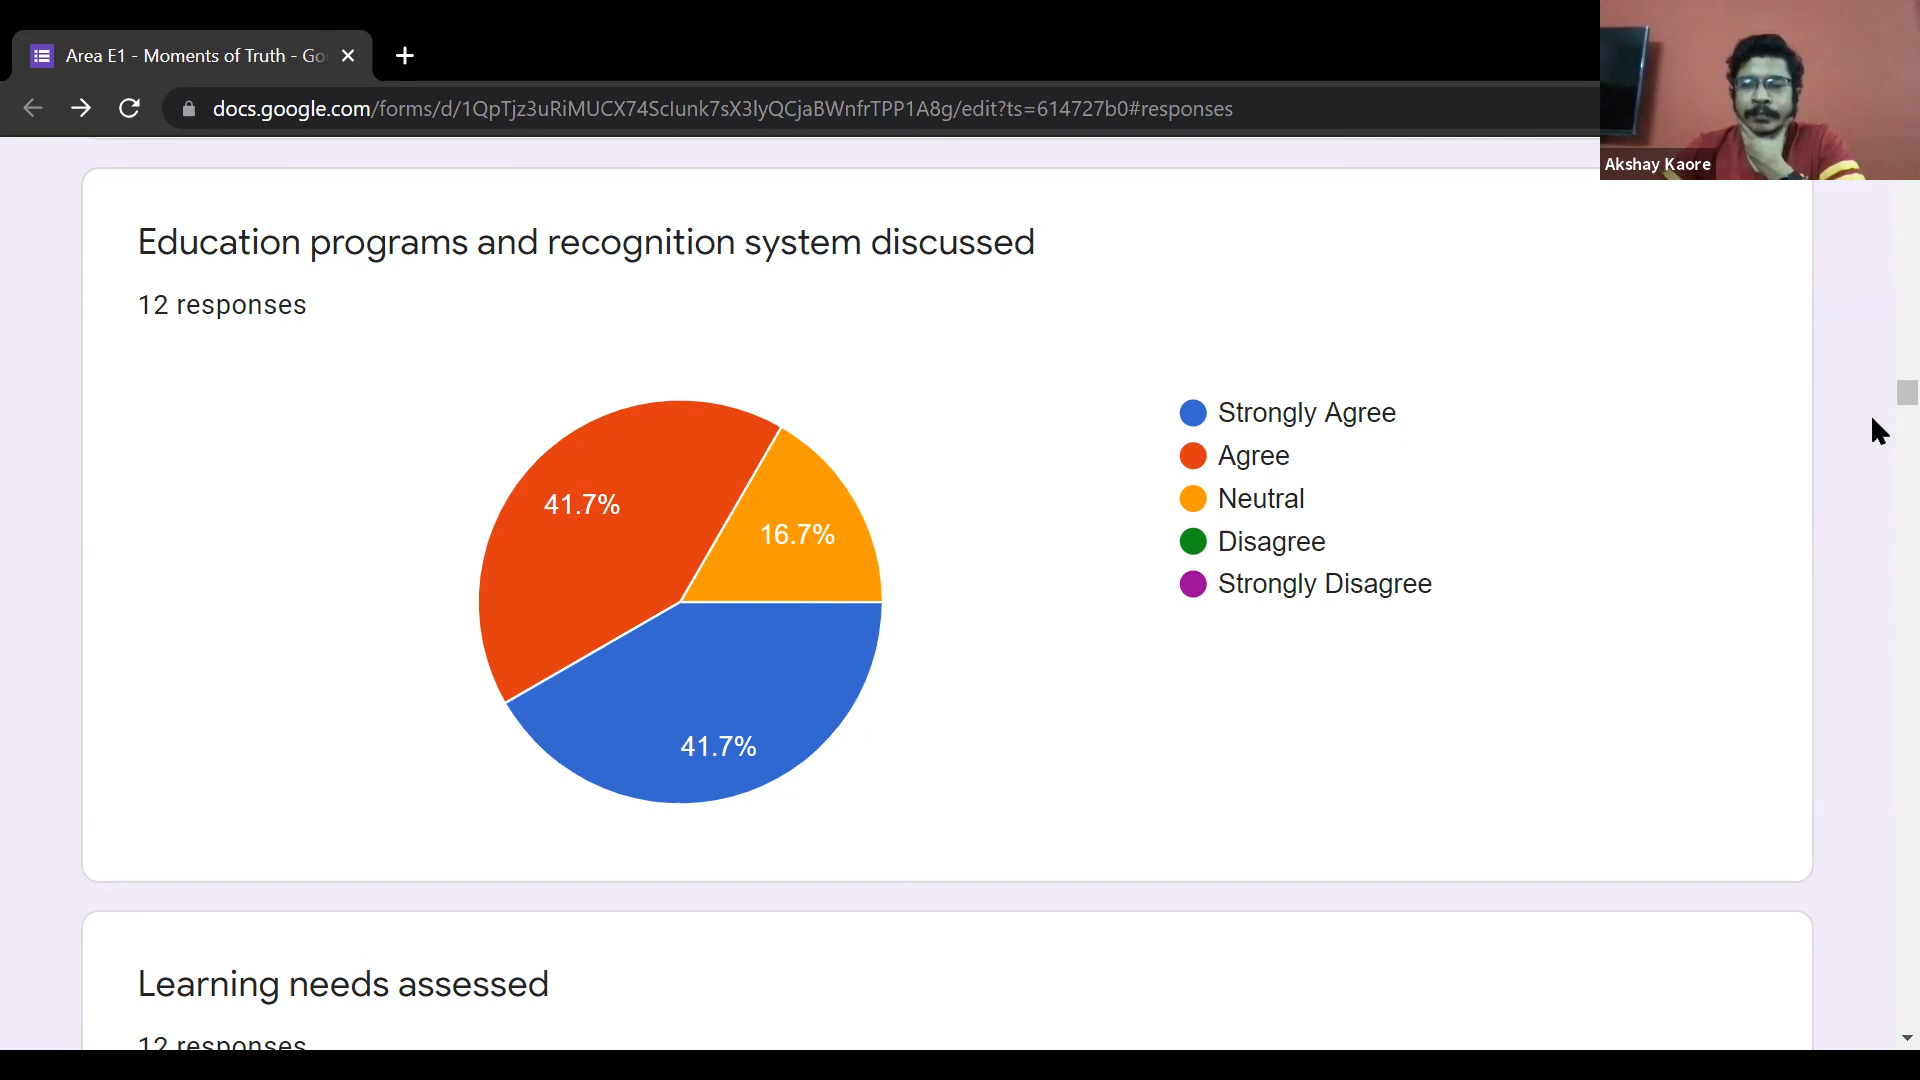 Area E1 - Moments of Truth - Go
docs.google.com/forms/d/1QpTjz3uRiMUCX74Sclunk7sX3lyQCjaBWnfrTPP1A8g/edit?ts=614727b0#responses
Akshay Kaore
Education programs and recognition system discussed
12 responses
41.7%
16.7%
41.7%
Strongly Agree
Agree
Neutral
Disagree
Strongly Disagree
Learning needs assessed
12 responses